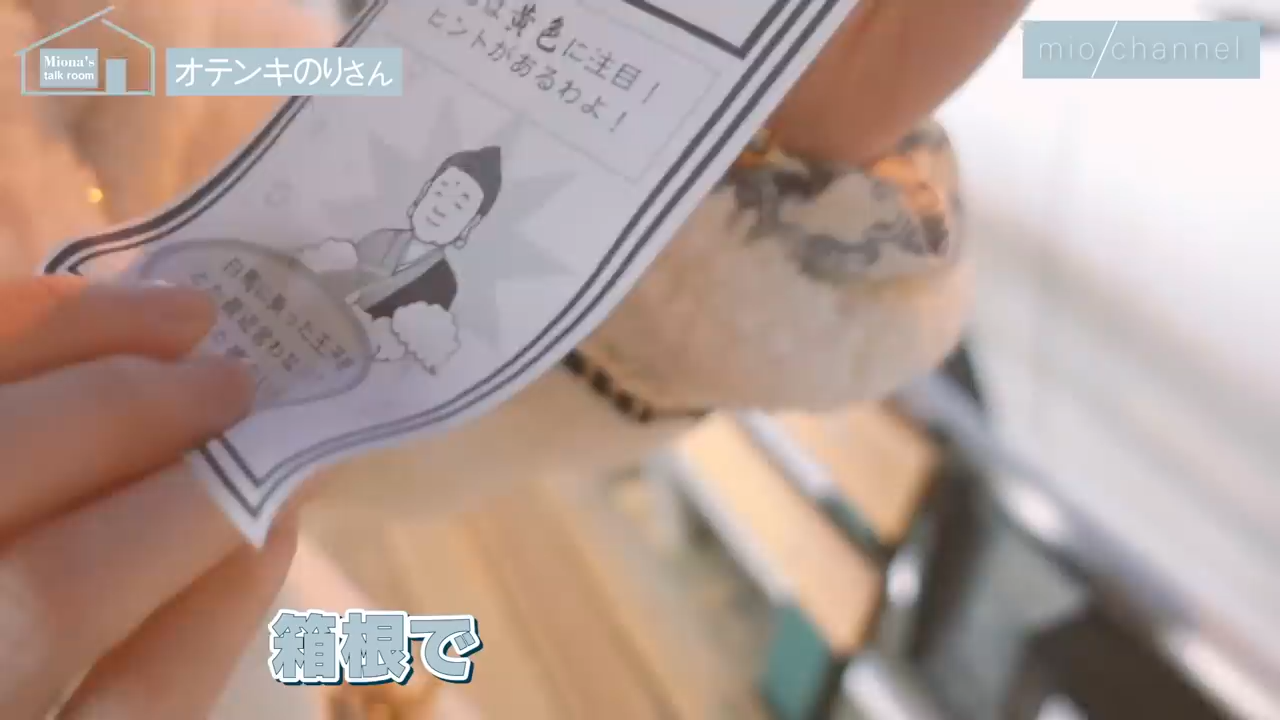 Miona's
talk room
オテンキのりさん
mio/channel
は黄色に注目！
ヒントがあるわよ！
箱根で